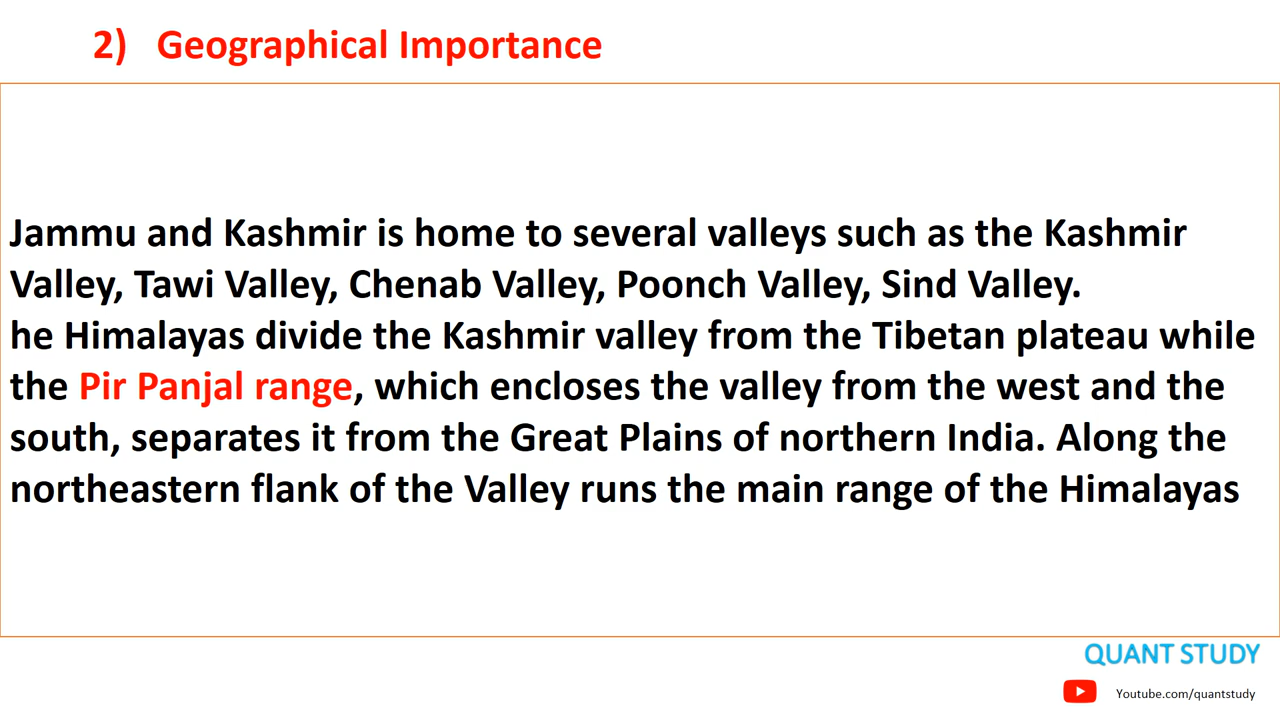 2) Geographical Importance
Jammu and Kashmir is home to several valleys such as the Kashmir
Valley, Tawi Valley, Chenab Valley, Poonch Valley, Sind Valley.
he Himalayas divide the Kashmir valley from the Tibetan plateau while
the Pir Panjal range, which encloses the valley from the west and the
south, separates it from the Great Plains of northern India. Along the
northeastern flank of the Valley runs the main range of the Himalayas
QUANT STUDY
Youtube.com/quantstudy